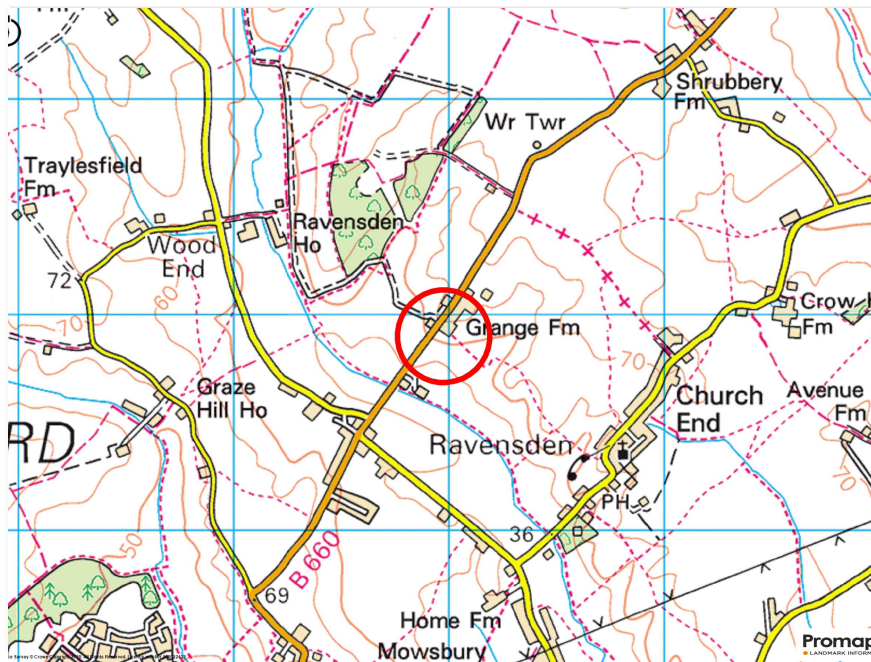 Shrubbery
Fm
Wr Twr
Traylesfield
Fm
Ravensden
Ho
Wood
End
72
60
70
Grange Fm
Crow
Fm
70
Graze
Hill Ho
Church
End
Avenue
Fm
RD
Ravensden
70
PH
36
50
B 660
69
Home Fm
Mowsbury
Promap
LANDMARK INFORM